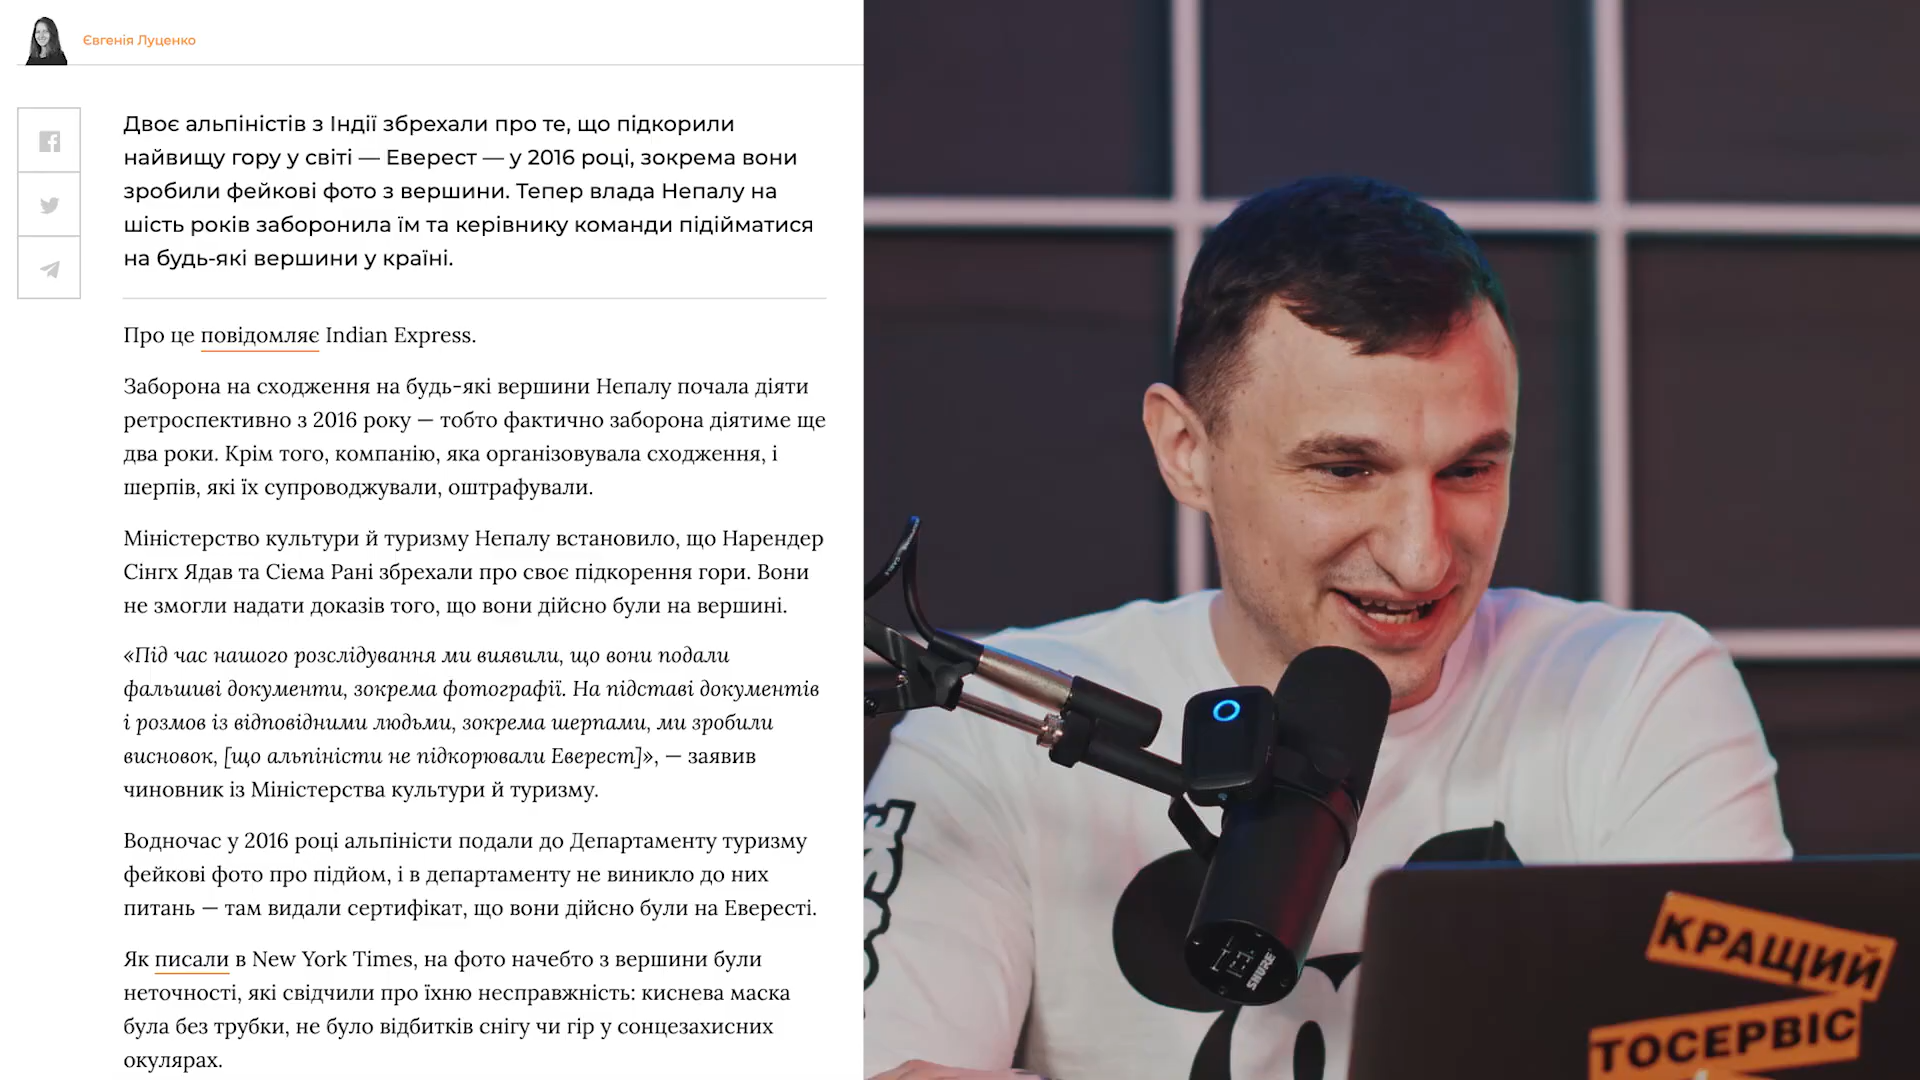 Євгенія Луценко
Двоє альпіністів з Індії збрехали про те, що підкорили
найвищу гору у світі — Еверест — у 2016 році, зокрема вони
зробили фейкові фото з вершини. Тепер влада Непалу на
шість років заборонила їм та керівнику команди підійматися
на будь-які вершини у країні.
Про це повідомляє Indian Express.
Заборона на сходження на будь-які вершини Непалу почала діяти
ретроспективно з 2016 року — тобто фактично заборона діятиме ще
два роки. Крім того, компанію, яка організовувала сходження, і
шерпів, які їх супроводжували, оштрафували.
Міністерство культури й туризму Непалу встановило, що Нарендер
Сінгх Ядав та Сіема Рані збрехали про своє підкорення гори. Вони
не змогли надати доказів того, що вони дійсно були на вершині.
«Під час нашого розслідування ми виявили, що вони подали
фальшиві документи, зокрема фотографії. На підставі документів
і розмов із відповідними людьми, зокрема шерпами, ми зробили
висновок, [що альпіністи не підкорювали Еверест]», — заявив
чиновник із Міністерства культури й туризму.
Водночас у 2016 році альпіністи подали до Департаменту туризму
фейкові фото про підйом, і в департаменту не виникло до них
питань — там видали сертифікат, що вони дійсно були на Евересті.
Як писали в New York Times, на фото начебто з вершини були
неточності, які свідчили про їхню несправжність: киснева маска
була без трубки, не було відбитків снігу чи гір у сонцезахисних
окулярах.
SHURE
КРАЩИЙ
ТОСЕРВІС